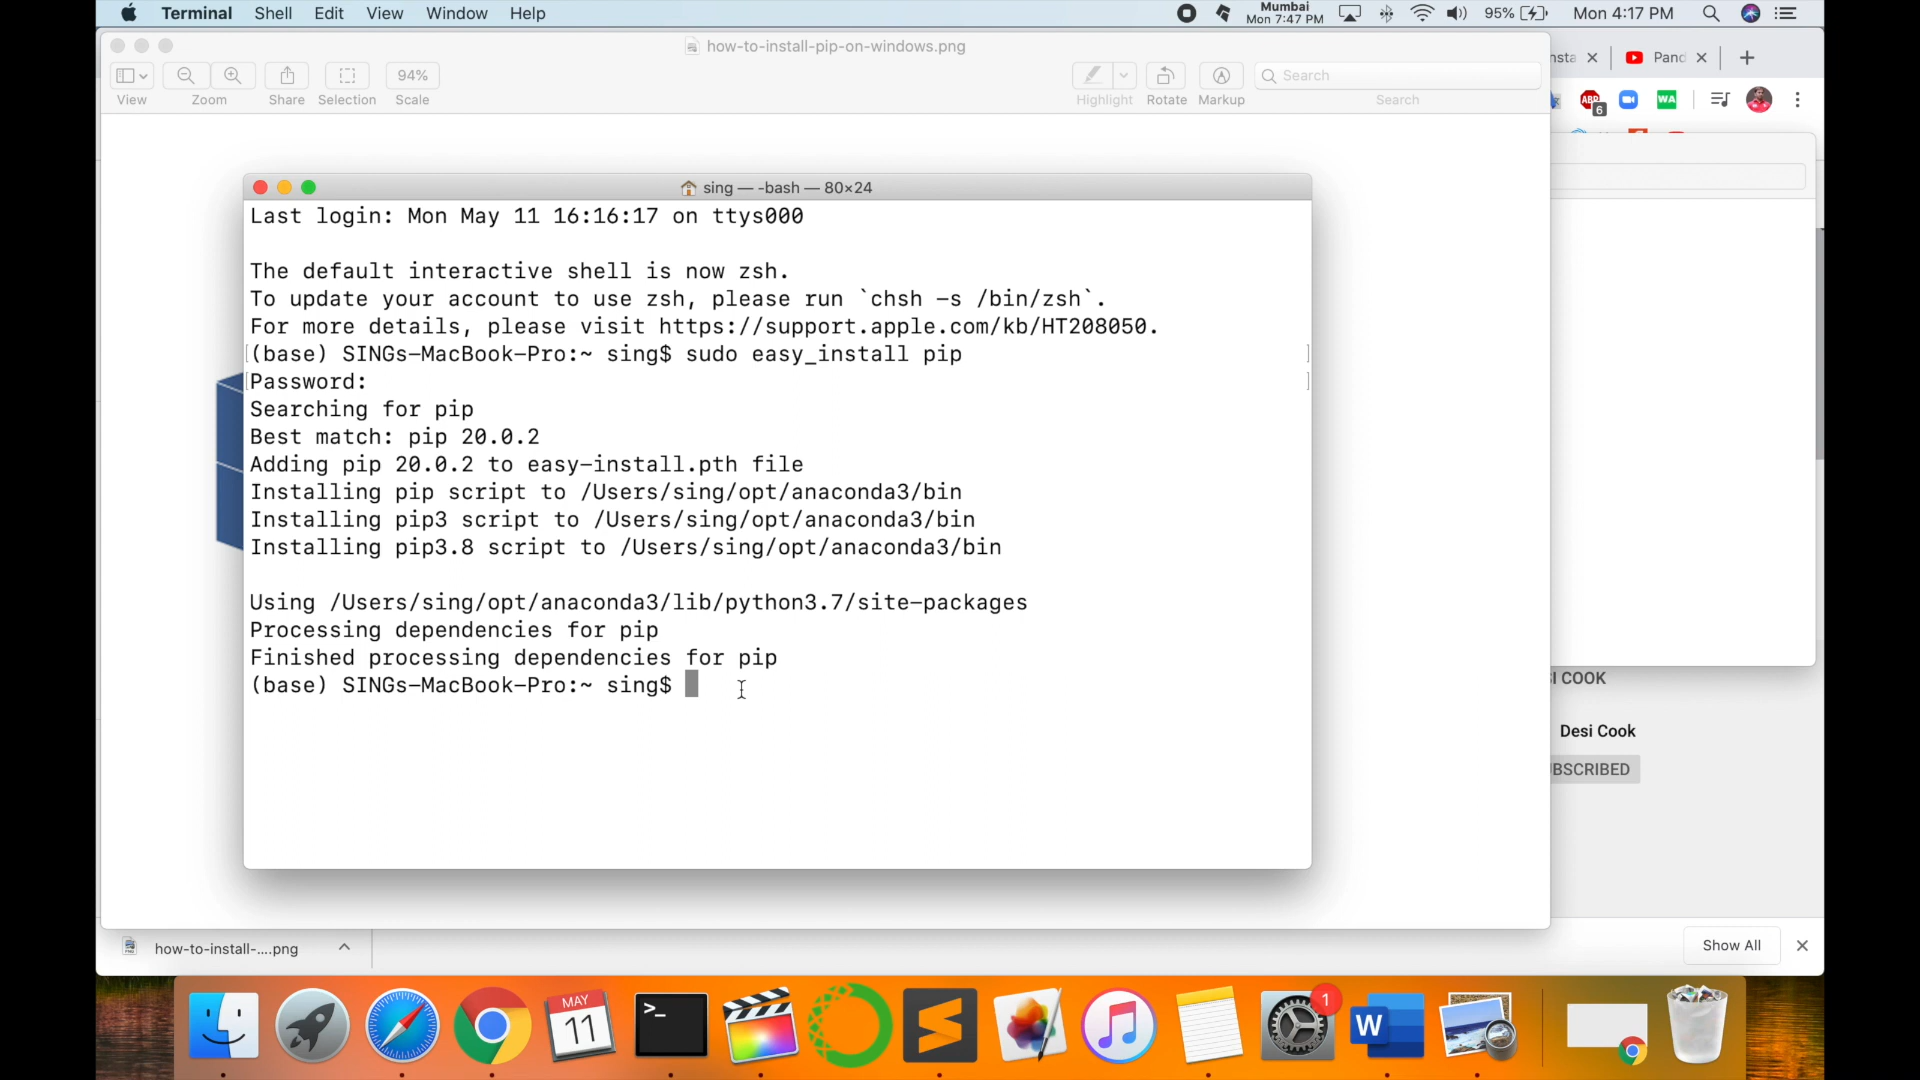 Terminal Shell Edit View Window Help
Mumbai
Mon 7:47 PM
95%
Mon 4:17 PM
how-to-install-pip-on-windows.png
94%
View Zoom Share Selection Scale
Search
Highlight Rotate Markup Search
nsta
Pand
ABP
6
WA
sing — -bash — 80×24
Last login: Mon May 11 16:16:17 on ttys000
The default interactive shell is now zsh.
To update your account to use zsh, please run `chsh -s /bin/zsh`.
For more details, please visit https://support.apple.com/kb/HT208050.
(base) SINGs-MacBook-Pro:~ sing$ sudo easy_install pip
Password:
Searching for pip
Best match: pip 20.0.2
Adding pip 20.0.2 to easy-install.pth file
Installing pip script to /Users/sing/opt/anaconda3/bin
Installing pip3 script to /Users/sing/opt/anaconda3/bin
Installing pip3.8 script to /Users/sing/opt/anaconda3/bin
Using /Users/sing/opt/anaconda3/lib/python3.7/site-packages
Processing dependencies for pip
Finished processing dependencies for pip
(base) SINGs-MacBook-Pro:~ sing$
I COOK
Desi Cook
BSCRIBED
how-to-install-....png
Show All
MAY
11
>_
1
W